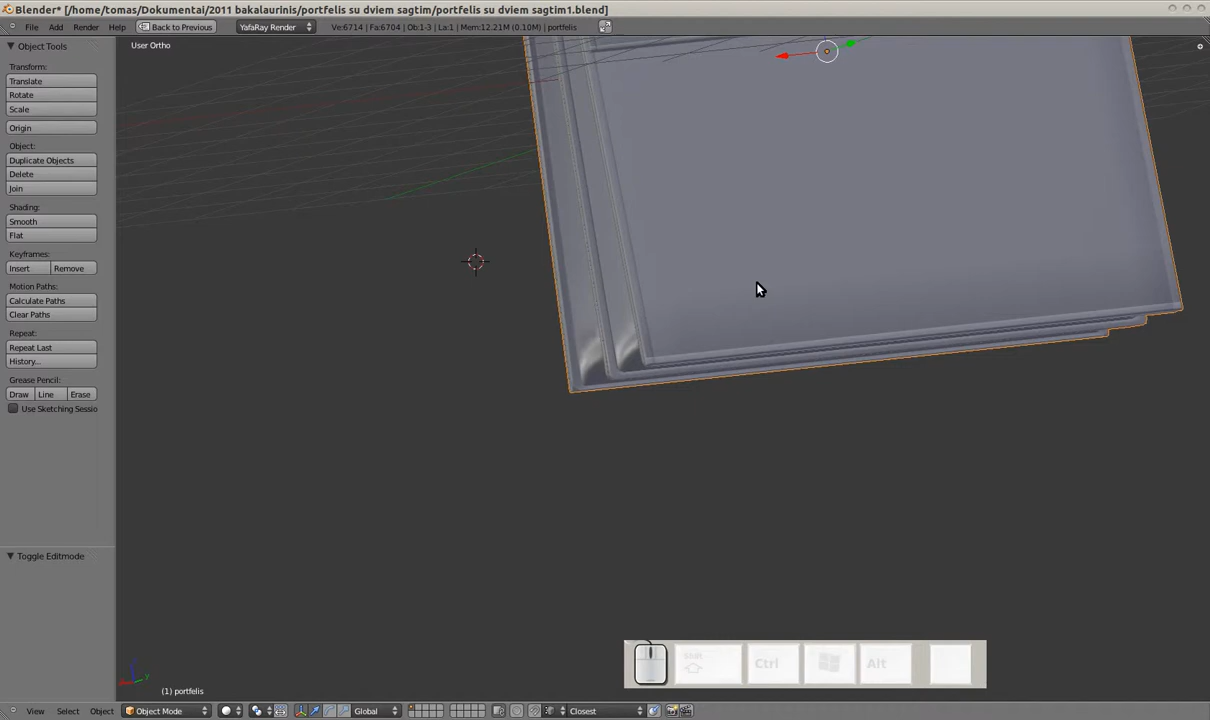 Blender* [/home/tomas/Dokumentai/2011 bakalaurinis/portfelis su dviem sagtim/portfelis su dviem sagtim1.blend]
File Add Render Help Back to Previous YafaRay Render Ve:6714 | Fa:6704 | Ob:1-3 | La:1 | Mem:12.21M (0.10M) | portfelis
Object Tools
User Ortho
Transform:
Translate
Rotate
Scale
Origin
Object:
Duplicate Objects
Delete
Join
Shading:
Smooth
Flat
Keyframes:
Insert Remove
Motion Paths:
Calculate Paths
Clear Paths
Repeat:
Repeat Last
History...
Grease Pencil:
Draw Line Erase
Use Sketching Sessio
Toggle Editmode
Shift Ctrl Alt
(1) portfelis
View Select Object Object Mode Global Closest